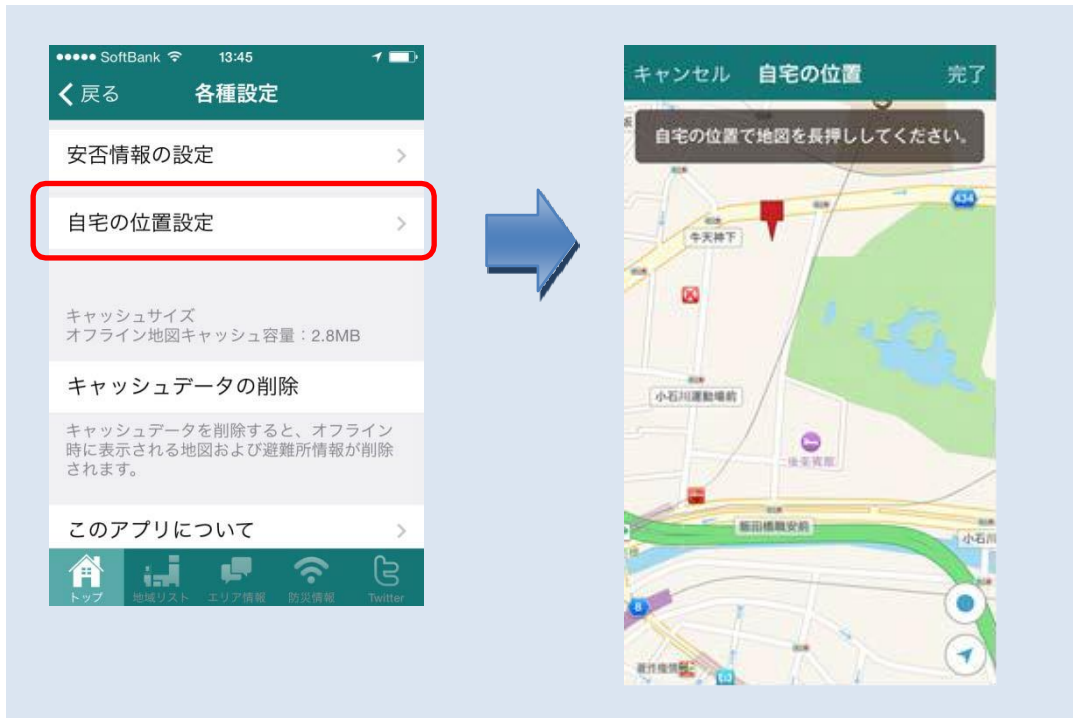 SoftBank 13:45
戻る 各種設定
安否情報の設定
自宅の位置設定
キャッシュサイズ
オフライン地図キャッシュ容量：2.8MB
キャッシュデータの削除
キャッシュデータを削除すると、オフライン
時に表示される地図および避難所情報が削除
されます。
このアプリについて
トップ 地域リスト エリア情報 防災情報 Twitter
キャンセル 自宅の位置 完了
自宅の位置で地図を長押ししてください。
434
牛天神下
小石川運動場前
後楽賓館
飯田橋職安前
小石川
8